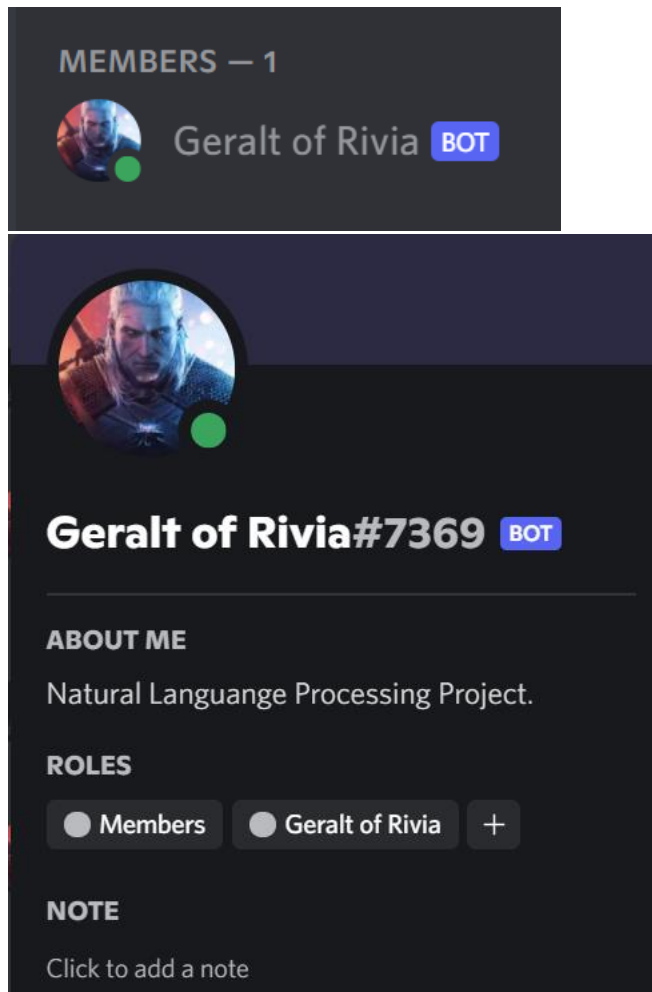 MEMBERS — 1
Geralt of Rivia BOT
Geralt of Rivia#7369 BOT
ABOUT ME
Natural Languange Processing Project.
ROLES
Members Geralt of Rivia +
NOTE
Click to add a note